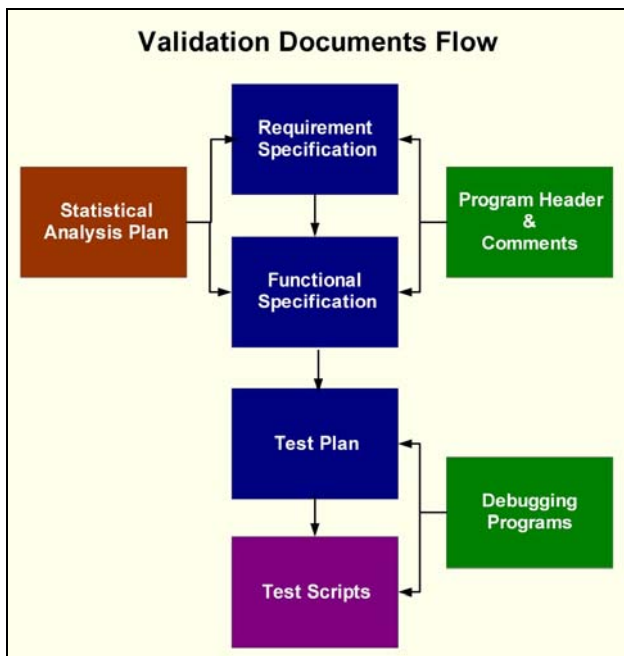 Validation Documents Flow
Requirement
Specification
Statistical
Analysis Plan
Program Header
&
Comments
Functional
Specification
Test Plan
Debugging
Programs
Test Scripts